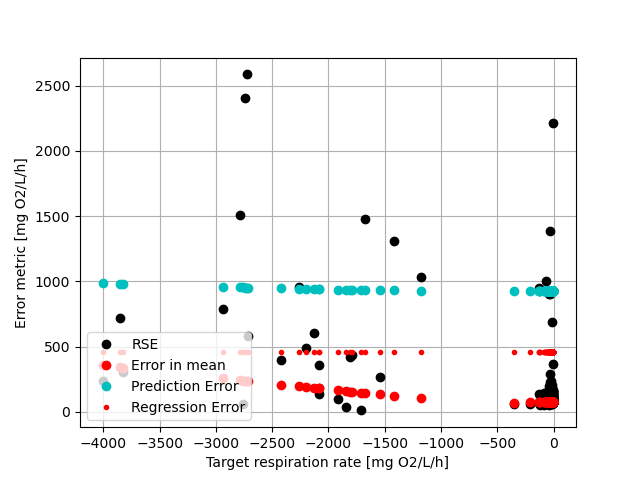 2500
2000
1500
1000
500
0
Error metric [mg O2/L/h]
RSE
Error in mean
Prediction Error
Regression Error
−4000 −3500 −3000 −2500 −2000 −1500 −1000 −500 0
Target respiration rate [mg O2/L/h]